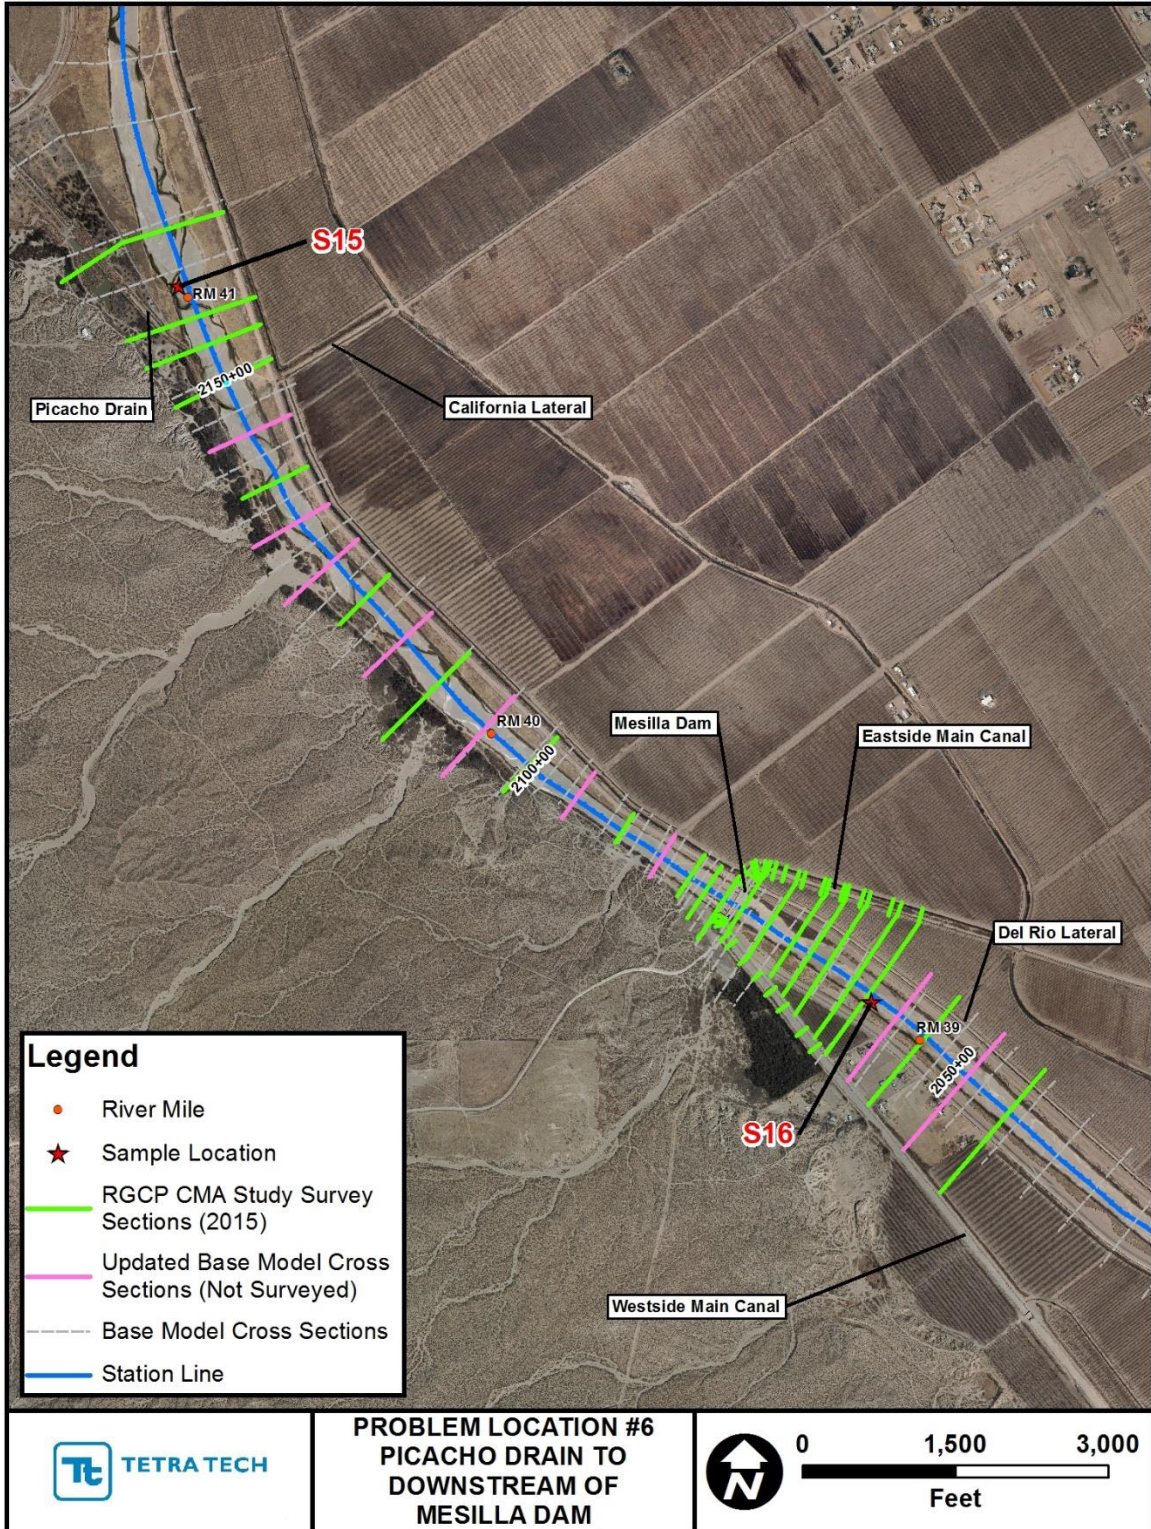 S15
RM 41
2150+00
Picacho Drain
California Lateral
RM 40
Mesilla Dam
Eastside Main Canal
2100+00
Del Rio Lateral
RM 39
2050+00
S16
Westside Main Canal
Legend
River Mile
Sample Location
RGCP CMA Study Survey
Sections (2015)
Updated Base Model Cross
Sections (Not Surveyed)
Base Model Cross Sections
Station Line
Tt TETRA TECH
PROBLEM LOCATION #6
PICACHO DRAIN TO
DOWNSTREAM OF
MESILLA DAM
N
0 1,500 3,000
Feet